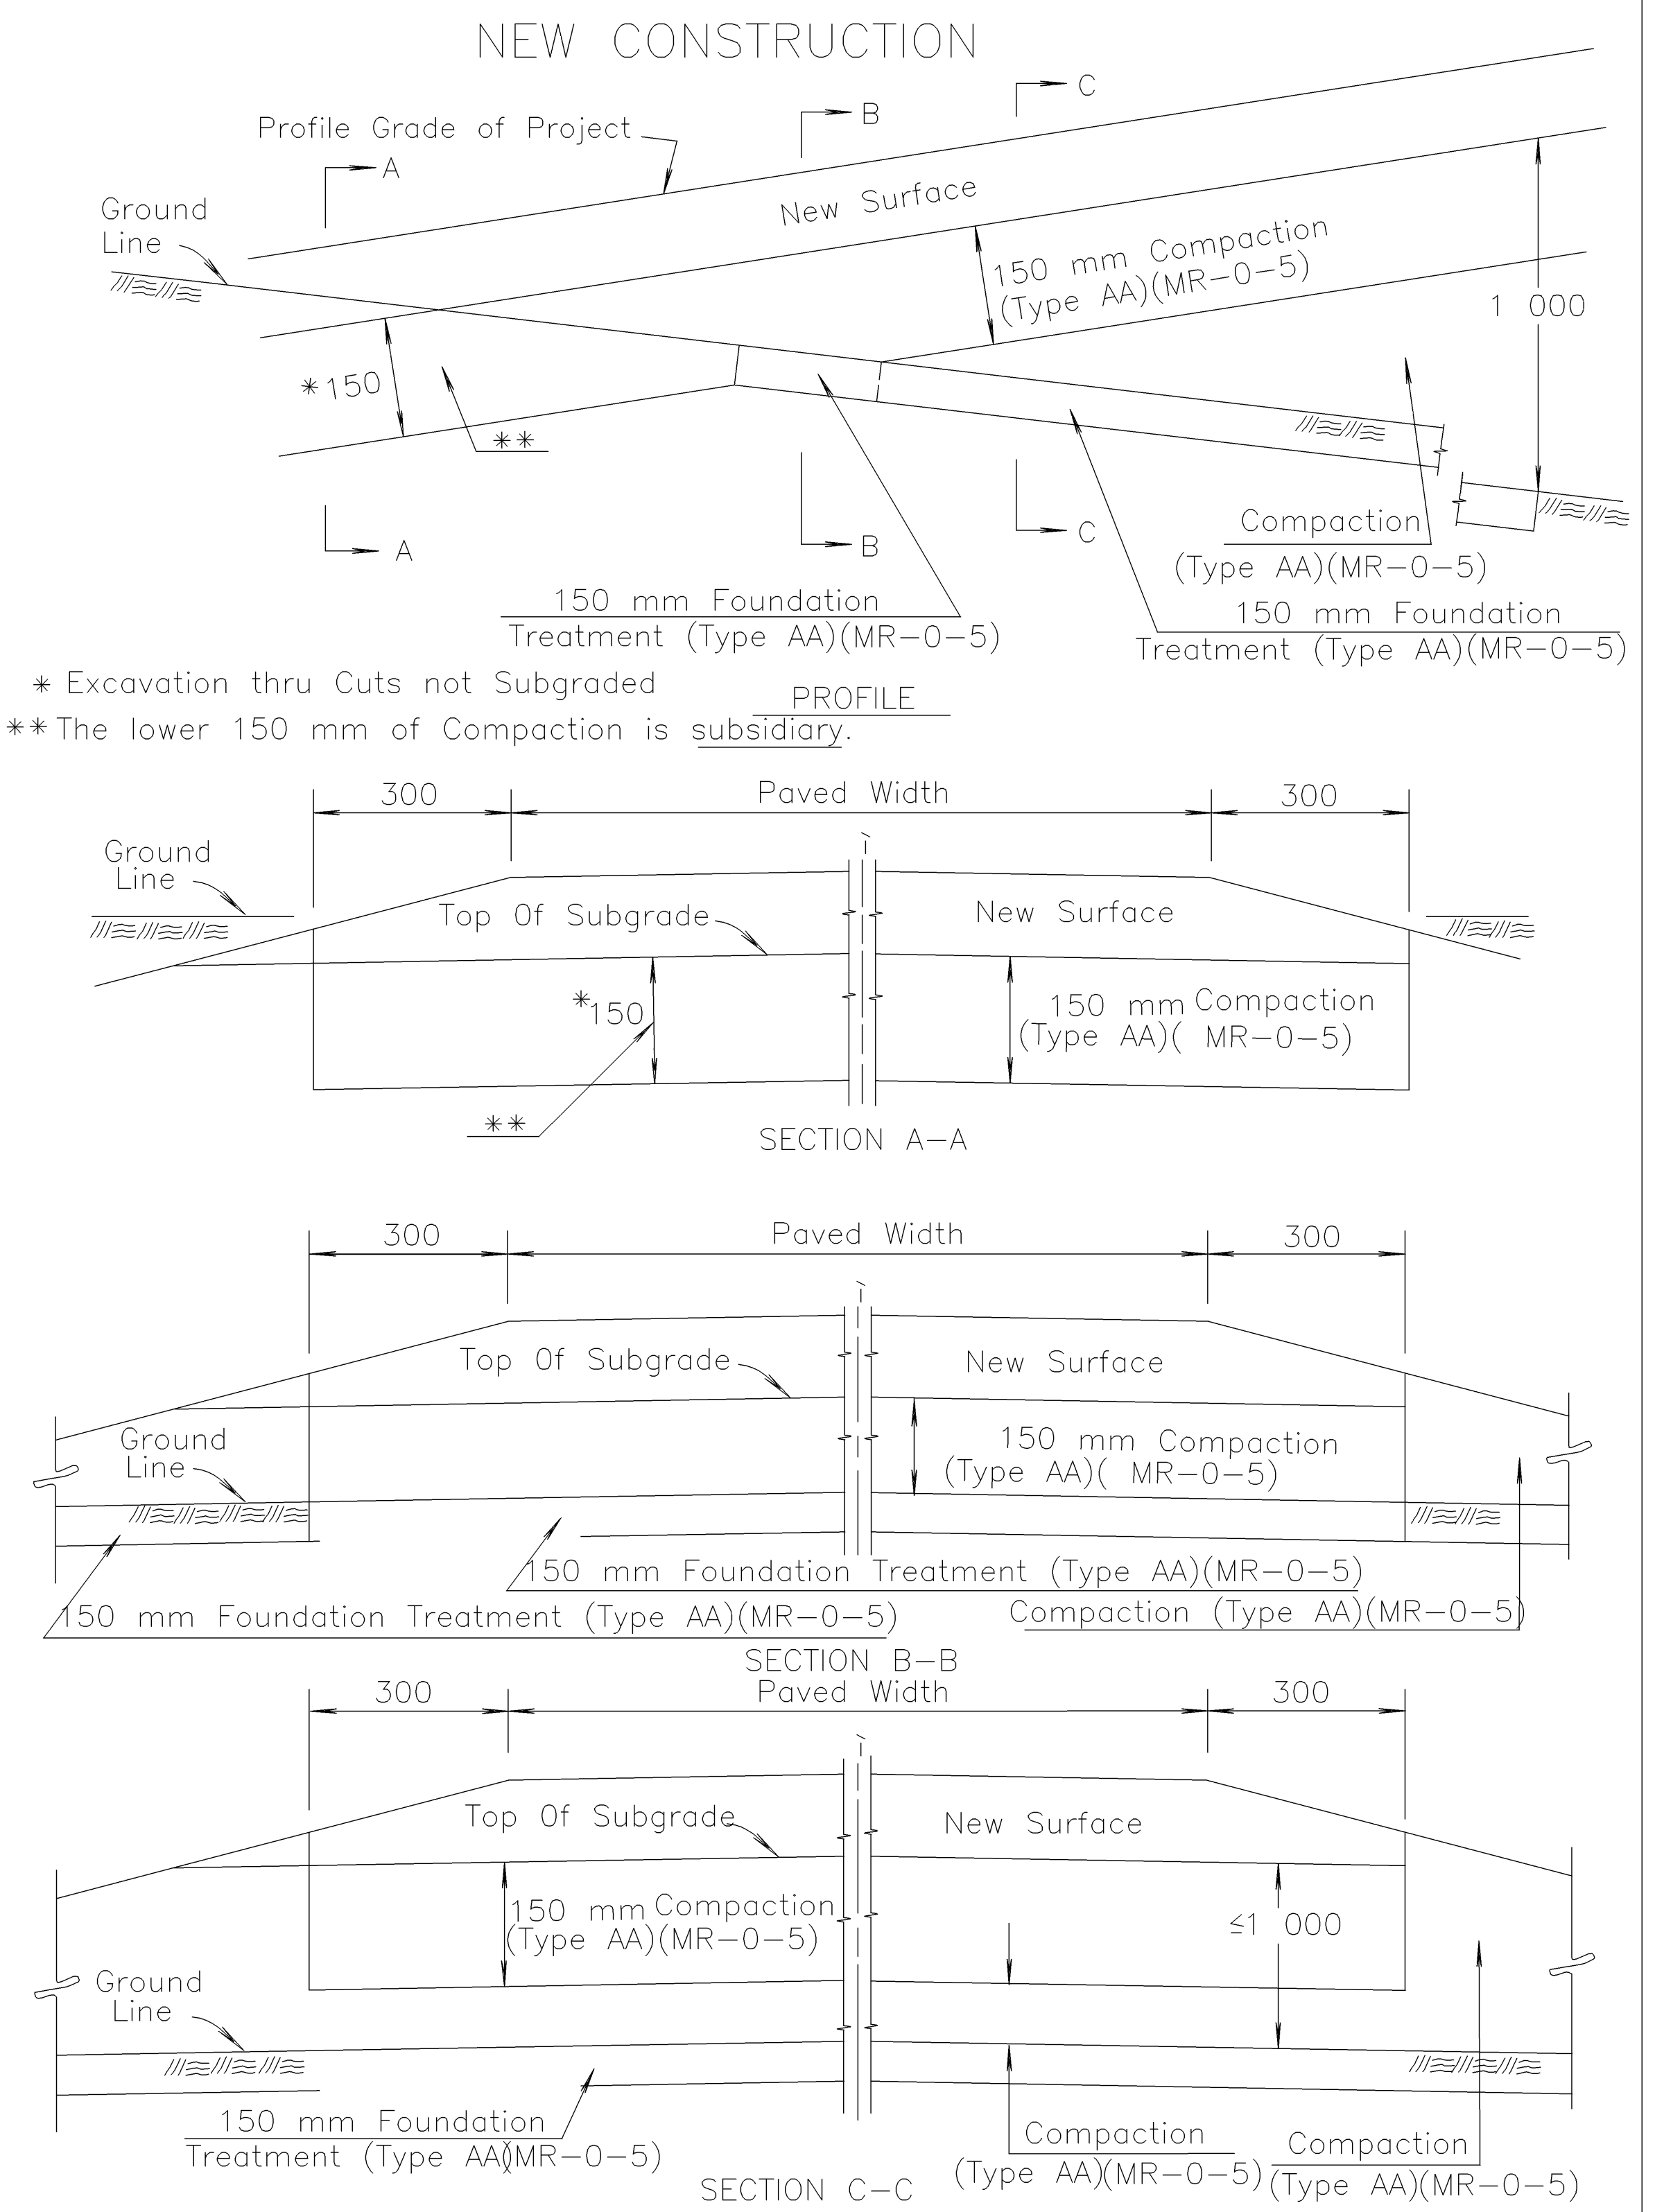 NEW CONSTRUCTION
C
B
Profile Grade of Project
A
New Surface
Ground
Line
150 mm Compaction
(Type AA)(MR-0-5)
1 000
*150
**
Compaction
(Type AA)(MR-0-5)
C
B
A
150 mm Foundation
Treatment (Type AA)(MR-0-5)
150 mm Foundation
Treatment (Type AA)(MR-0-5)
* Excavation thru Cuts not Subgraded
PROFILE
** The lower 150 mm of Compaction is subsidiary.
300
Paved Width
300
Ground
Line
Top Of Subgrade
New Surface
*150
150 mm Compaction
(Type AA)( MR-0-5)
**
SECTION A-A
300
Paved Width
300
Top Of Subgrade
New Surface
Ground
Line
150 mm Compaction
(Type AA)( MR-0-5)
150 mm Foundation Treatment (Type AA)(MR-0-5)
150 mm Foundation Treatment (Type AA)(MR-0-5)
Compaction (Type AA)(MR-0-5)
SECTION B-B
300
Paved Width
300
Top Of Subgrade
New Surface
150 mm Compaction
(Type AA)(MR-0-5)
≤1 000
Ground
Line
150 mm Foundation
Treatment (Type AA)(MR-0-5)
Compaction
(Type AA)(MR-0-5)
Compaction
(Type AA)(MR-0-5)
SECTION C-C